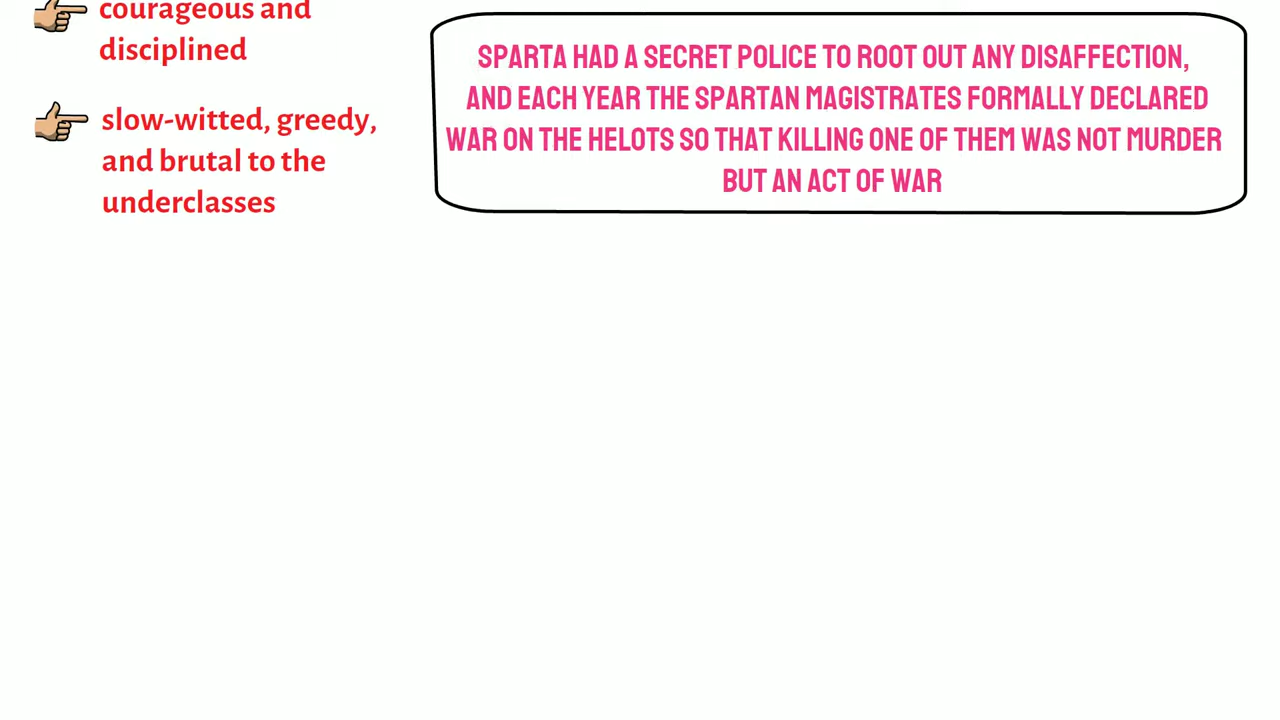 courageous and
disciplined
slow-witted, greedy,
and brutal to the
underclasses
SPARTA HAD A SECRET POLICE TO ROOT OUT ANY DISAFFECTION,
AND EACH YEAR THE SPARTAN MAGISTRATES FORMALLY DECLARED
WAR ON THE HELOTS SO THAT KILLING ONE OF THEM WAS NOT MURDER
BUT AN ACT OF WAR